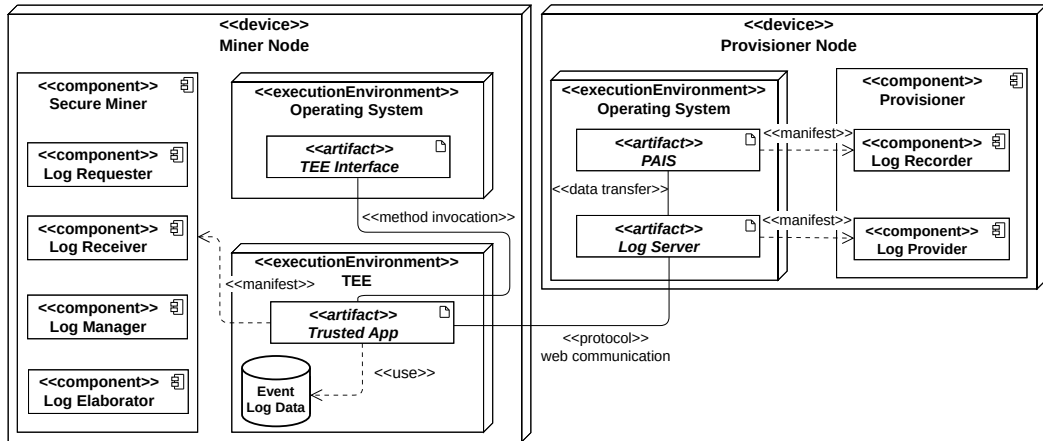 <<device>>
Miner Node
<<component>>
Secure Miner
<<component>>
Log Requester
<<component>>
Log Receiver
<<component>>
Log Manager
<<component>>
Log Elaborator
<<executionEnvironment>>
Operating System
<<artifact>>
TEE Interface
<<method invocation>>
<<executionEnvironment>>
TEE
<<manifest>>
<<artifact>>
Trusted App
<<use>>
Event
Log Data
<<protocol>>
web communication
<<device>>
Provisioner Node
<<executionEnvironment>>
Operating System
<<artifact>>
PAIS
<<data transfer>>
<<artifact>>
Log Server
<<manifest>>
<<manifest>>
<<component>>
Provisioner
<<component>>
Log Recorder
<<component>>
Log Provider